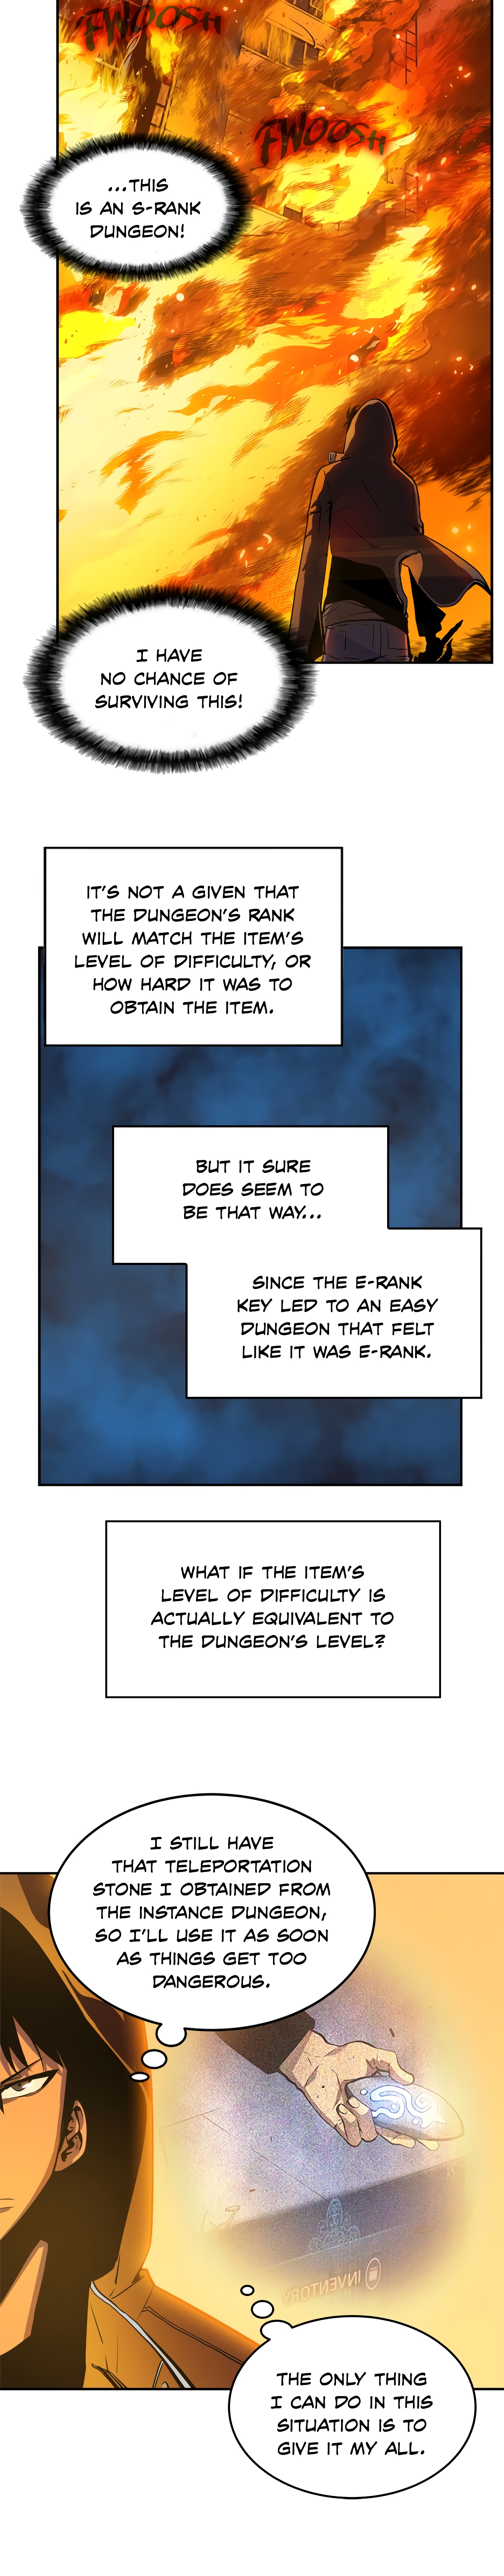 FWOOSH
FWOOSH
...THIS
IS AN S-RANK
DUNGEON!
I HAVE
NO CHANCE OF
SURVIVING THIS!
IT'S NOT A GIVEN THAT
THE DUNGEON'S RANK
WILL MATCH THE ITEM'S
LEVEL OF DIFFICULTY, OR
HOW HARD IT WAS TO
OBTAIN THE ITEM.
BUT IT SURE
DOES SEEM TO
BE THAT WAY...
SINCE THE E-RANK
KEY LED TO AN EASY
DUNGEON THAT FELT
LIKE IT WAS E-RANK.
WHAT IF THE ITEM'S
LEVEL OF DIFFICULTY IS
ACTUALLY EQUIVALENT TO
THE DUNGEON'S LEVEL?
I STILL HAVE
THAT TELEPORTATION
STONE I OBTAINED FROM
THE INSTANCE DUNGEON,
SO I'LL USE IT AS SOON
AS THINGS GET TOO
DANGEROUS.
INVENTORY
THE ONLY THING
I CAN DO IN THIS
SITUATION IS TO
GIVE IT MY ALL.